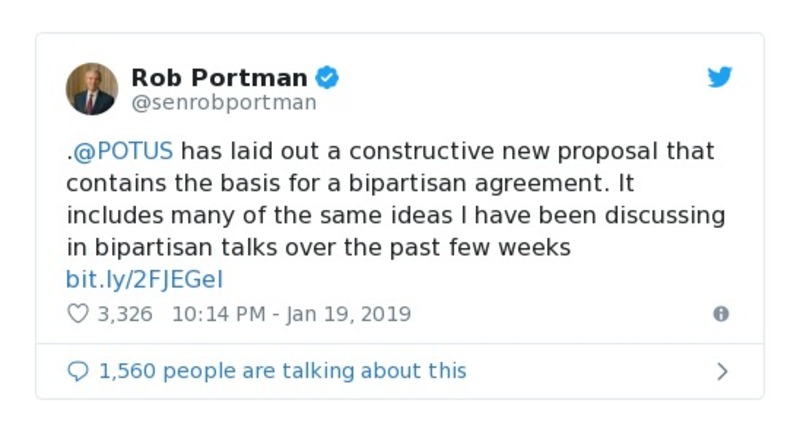 Rob Portman
@senrobportman
.@POTUS has laid out a constructive new proposal that
contains the basis for a bipartisan agreement. It
includes many of the same ideas I have been discussing
in bipartisan talks over the past few weeks
bit.ly/2FJEGel
3,326 10:14 PM - Jan 19, 2019
1,560 people are talking about this